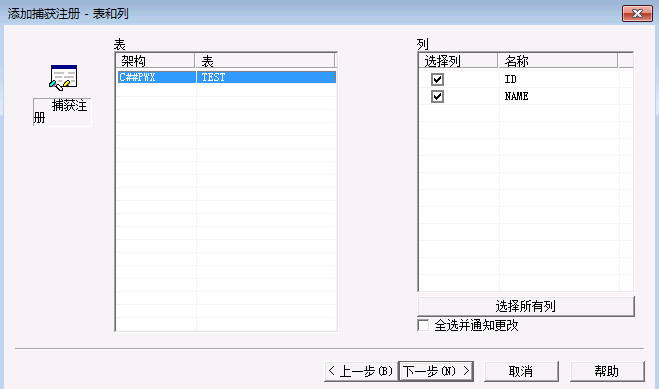 添加捕获注册 - 表和列
捕获注
册
表
架构 表
C##PWX TEST
列
选择列 名称
ID
NAME
选择所有列
全选并通知更改
< 上一步(B) 下一步(N) > 取消 帮助